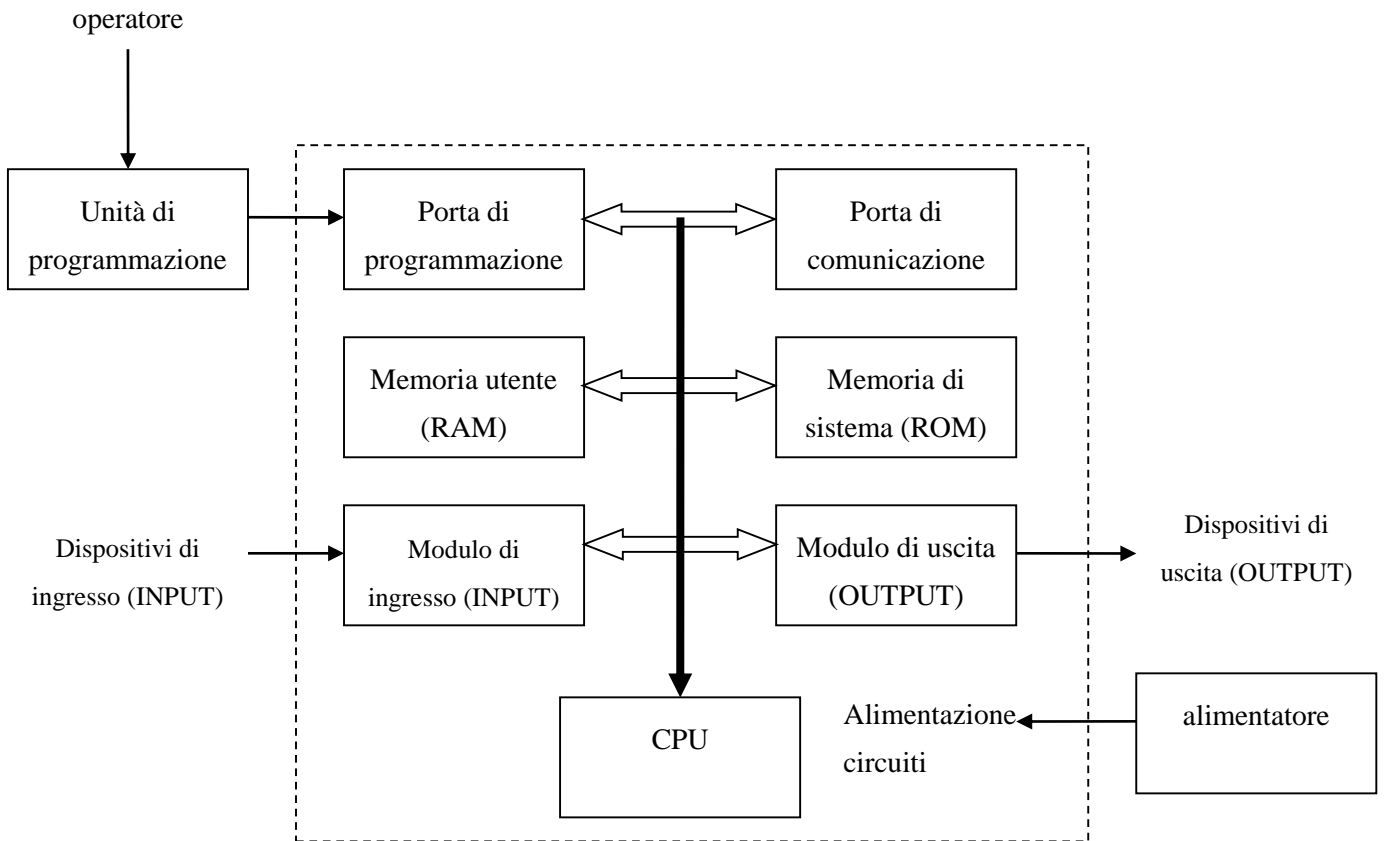 operatore
Unità di
programmazione
Porta di
programmazione
Porta di
comunicazione
Memoria utente
(RAM)
Memoria di
sistema (ROM)
Dispositivi di
ingresso (INPUT)
Modulo di
ingresso (INPUT)
Modulo di uscita
(OUTPUT)
Dispositivi di
uscita (OUTPUT)
CPU
Alimentazione
circuiti
alimentatore